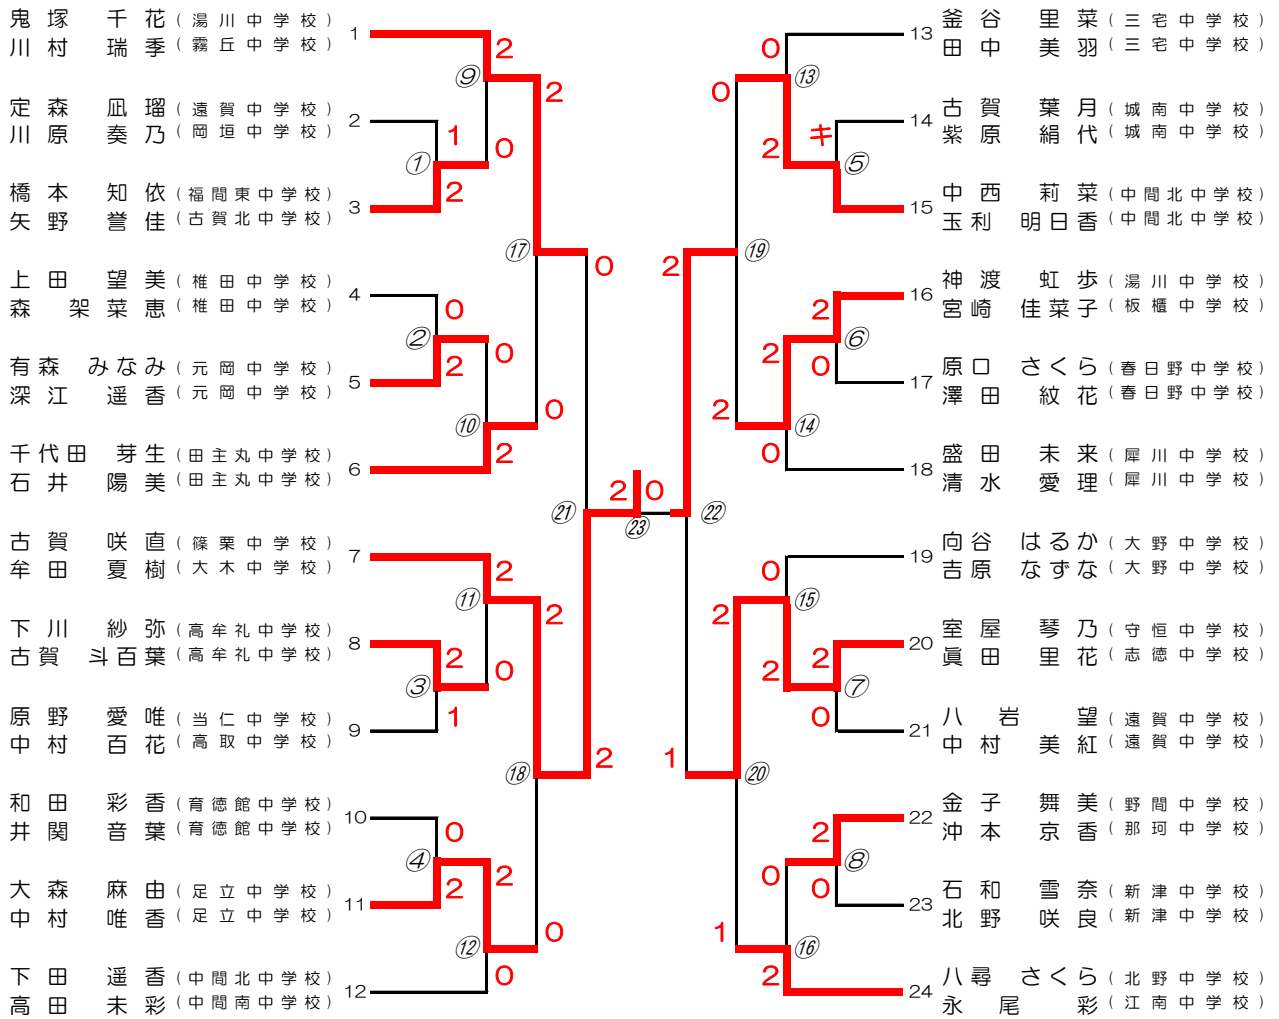 鬼塚 千花 (湯川中学校)
川村 瑞季 (霧丘中学校)
1
定森 凪瑠 (遠賀中学校)
川原 奏乃 (岡垣中学校)
2
橋本 知依 (福間東中学校)
矢野 誉佳 (古賀北中学校)
3
上田 望美 (椎田中学校)
森 架菜恵 (椎田中学校)
4
有森 みなみ (元岡中学校)
深江 遥香 (元岡中学校)
5
千代田 芽生 (田主丸中学校)
石井 陽美 (田主丸中学校)
6
古賀 咲直 (篠栗中学校)
牟田 夏樹 (大木中学校)
7
下川 紗弥 (高牟礼中学校)
古賀 斗百葉 (高牟礼中学校)
8
原野 愛唯 (当仁中学校)
中村 百花 (高取中学校)
9
和田 彩香 (育徳館中学校)
井関 音葉 (育徳館中学校)
10
大森 麻由 (足立中学校)
中村 唯香 (足立中学校)
11
下田 遥香 (中間北中学校)
高田 未彩 (中間南中学校)
12
2
⑨
2
1
0
①
2
⑰
0
0
②
2
0
0
⑩
2
2
⑪
2
2
0
③
1
⑱
2
0
④
2
2
0
⑫
0
㉑
2
0
㉓
㉒
0
⑬
0
2
キ
⑤
2
⑲
2
⑥
2
0
2
⑭
0
0
⑮
2
2
2
⑦
0
1
⑳
2
⑧
0
0
1
⑯
2
13
釜谷 里菜 (三宅中学校)
田中 美羽 (三宅中学校)
14
古賀 葉月 (城南中学校)
紫原 絹代 (城南中学校)
15
中西 莉菜 (中間北中学校)
玉利 明日香 (中間北中学校)
16
神渡 虹歩 (湯川中学校)
宮崎 佳菜子 (板櫃中学校)
17
原口 さくら (春日野中学校)
澤田 紋花 (春日野中学校)
18
盛田 未来 (犀川中学校)
清水 愛理 (犀川中学校)
19
向谷 はるか (大野中学校)
吉原 なずな (大野中学校)
20
室屋 琴乃 (守恒中学校)
眞田 里花 (志徳中学校)
21
八岩 望 (遠賀中学校)
中村 美紅 (遠賀中学校)
22
金子 舞美 (野間中学校)
沖本 京香 (那珂中学校)
23
石和 雪奈 (新津中学校)
北野 咲良 (新津中学校)
24
八尋 さくら (北野中学校)
永尾 彩 (江南中学校)